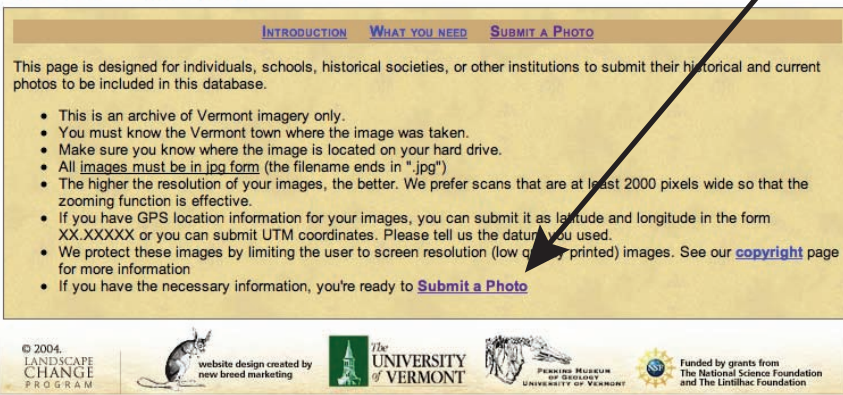 INTRODUCTION WHAT YOU NEED SUBMIT A PHOTO
This page is designed for individuals, schools, historical societies, or other institutions to submit their historical and current
photos to be included in this database.
• This is an archive of Vermont imagery only.
• You must know the Vermont town where the image was taken.
• Make sure you know where the image is located on your hard drive.
• All images must be in jpg form (the filename ends in ".jpg")
• The higher the resolution of your images, the better. We prefer scans that are at least 2000 pixels wide so that the
zooming function is effective.
• If you have GPS location information for your images, you can submit it as latitude and longitude in the form
XX.XXXXX or you can submit UTM coordinates. Please tell us the datum you used.
• We protect these images by limiting the user to screen resolution (low quality printed) images. See our copyright page
for more information
• If you have the necessary information, you're ready to Submit a Photo
© 2004.
LANDSCAPE
CHANGE
PROGRAM
website design created by
new breed marketing
The
UNIVERSITY
of VERMONT
PERKINS MUSEUM
OF GEOLOGY
UNIVERSITY OF VERMONT
NSF
Funded by grants from
The National Science Foundation
and The Lintilhac Foundation